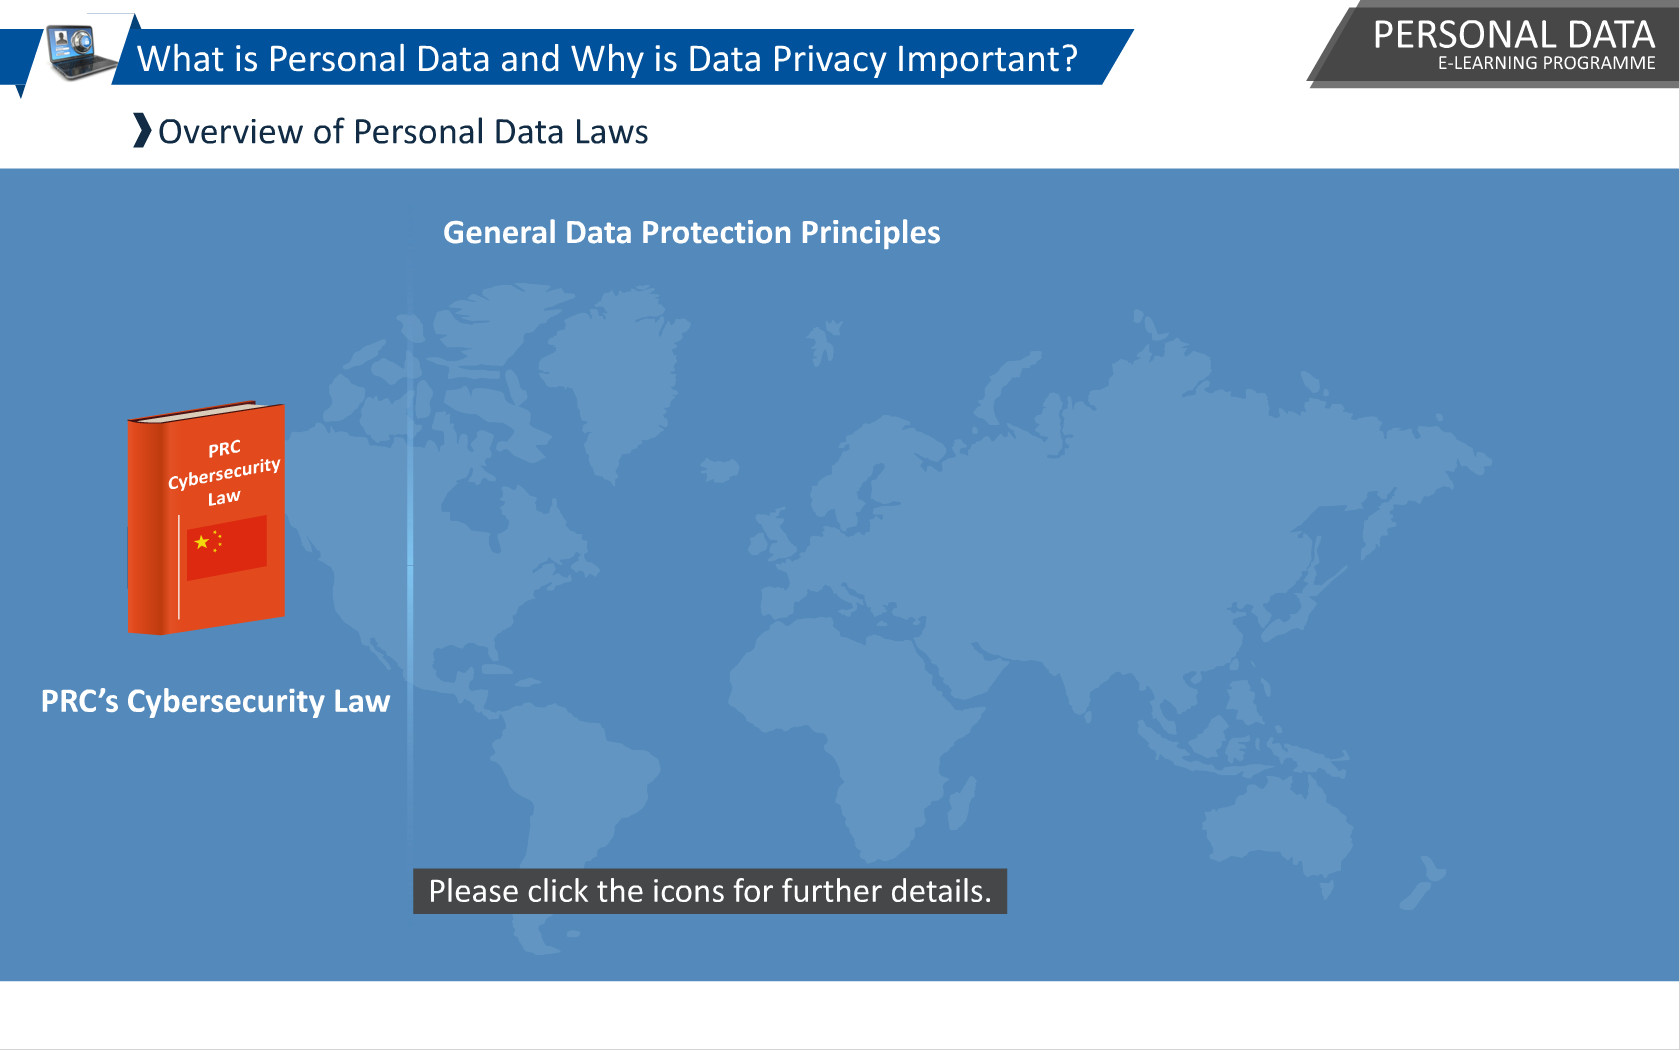 What is Personal Data and Why is Data Privacy Important?
PERSONAL DATA
E-LEARNING PROGRAMME
Overview of Personal Data Laws
General Data Protection Principles
PRC
Cybersecurity
Law
PRC’s Cybersecurity Law
Please click the icons for further details.